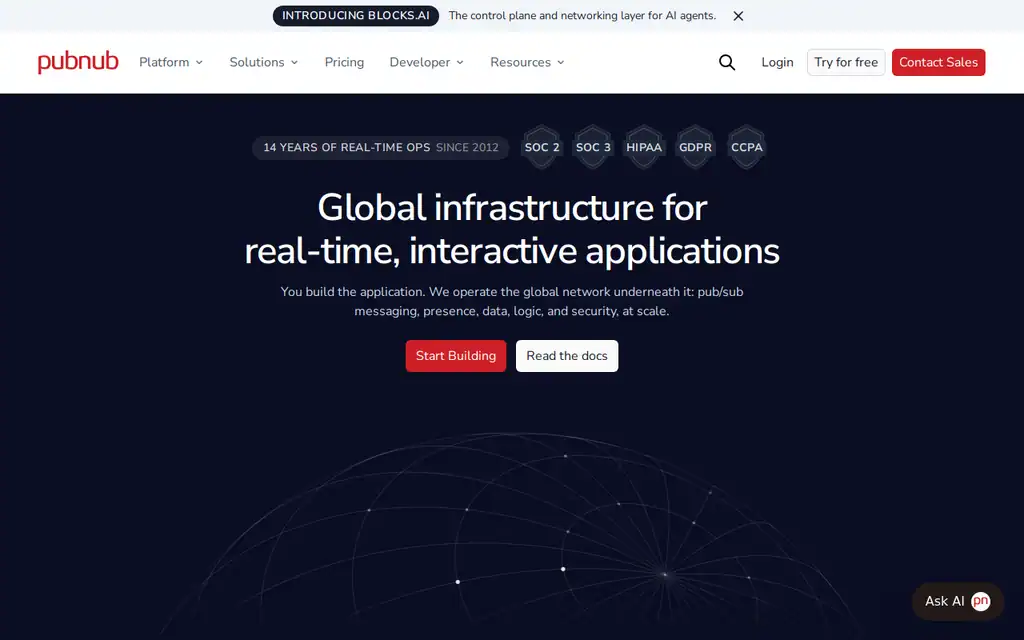 INTRODUCING BLOCKS.AI The control plane and networking layer for AI agents.
pubnub Platform Solutions Pricing Developer Resources Login Try for free Contact Sales
14 YEARS OF REAL-TIME OPS SINCE 2012 SOC 2 SOC 3 HIPAA GDPR CCPA
Global infrastructure for
real-time, interactive applications
You build the application. We operate the global network underneath it: pub/sub
messaging, presence, data, logic, and security, at scale.
Start Building Read the docs
Ask AI pn